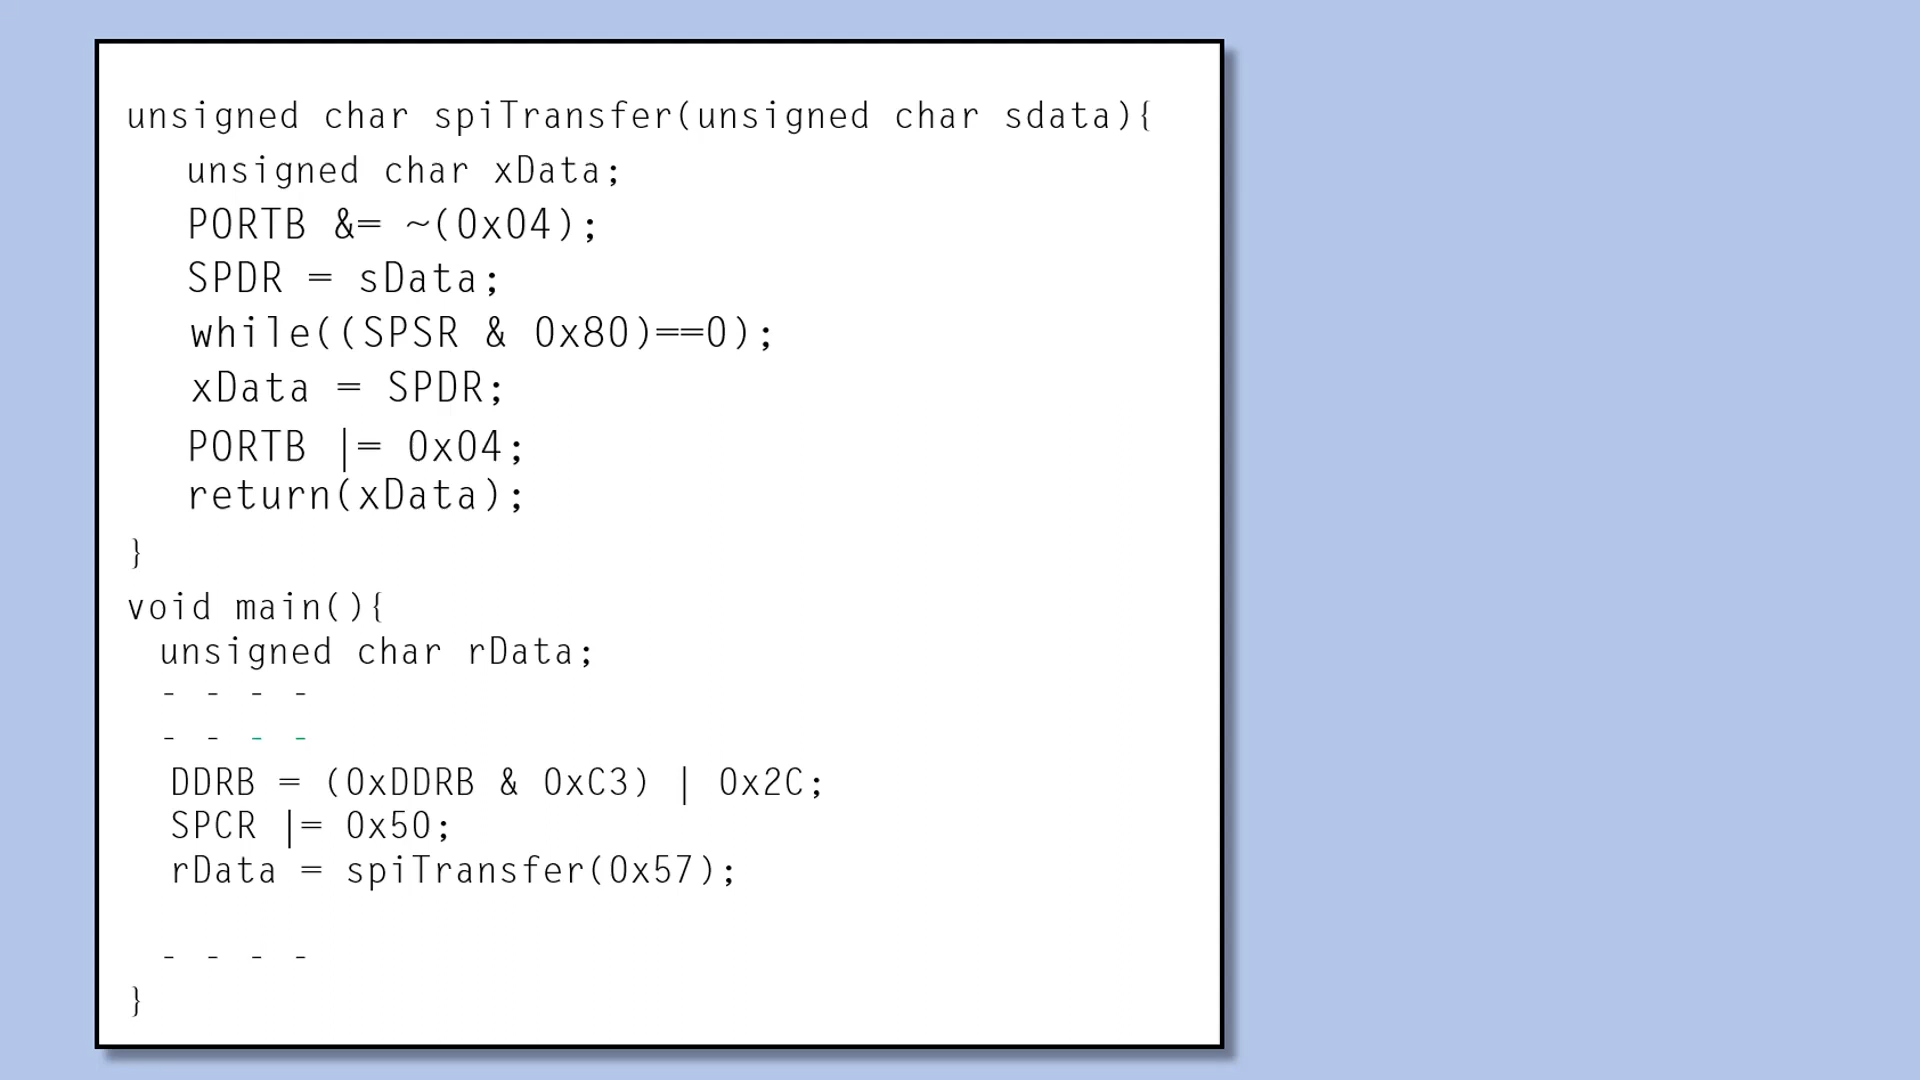 unsigned char spiTransfer(unsigned char sdata){
unsigned char xData;
PORTB &= ~(0x04);
SPDR = sData;
while((SPSR & 0x80)==0);
xData = SPDR;
PORTB |= 0x04;
return(xData);
}
void main(){
unsigned char rData;
- - - -
- - - -
DDRB = (0xDDRB & 0xC3) | 0x2C;
SPCR |= 0x50;
rData = spiTransfer(0x57);
- - - -
}